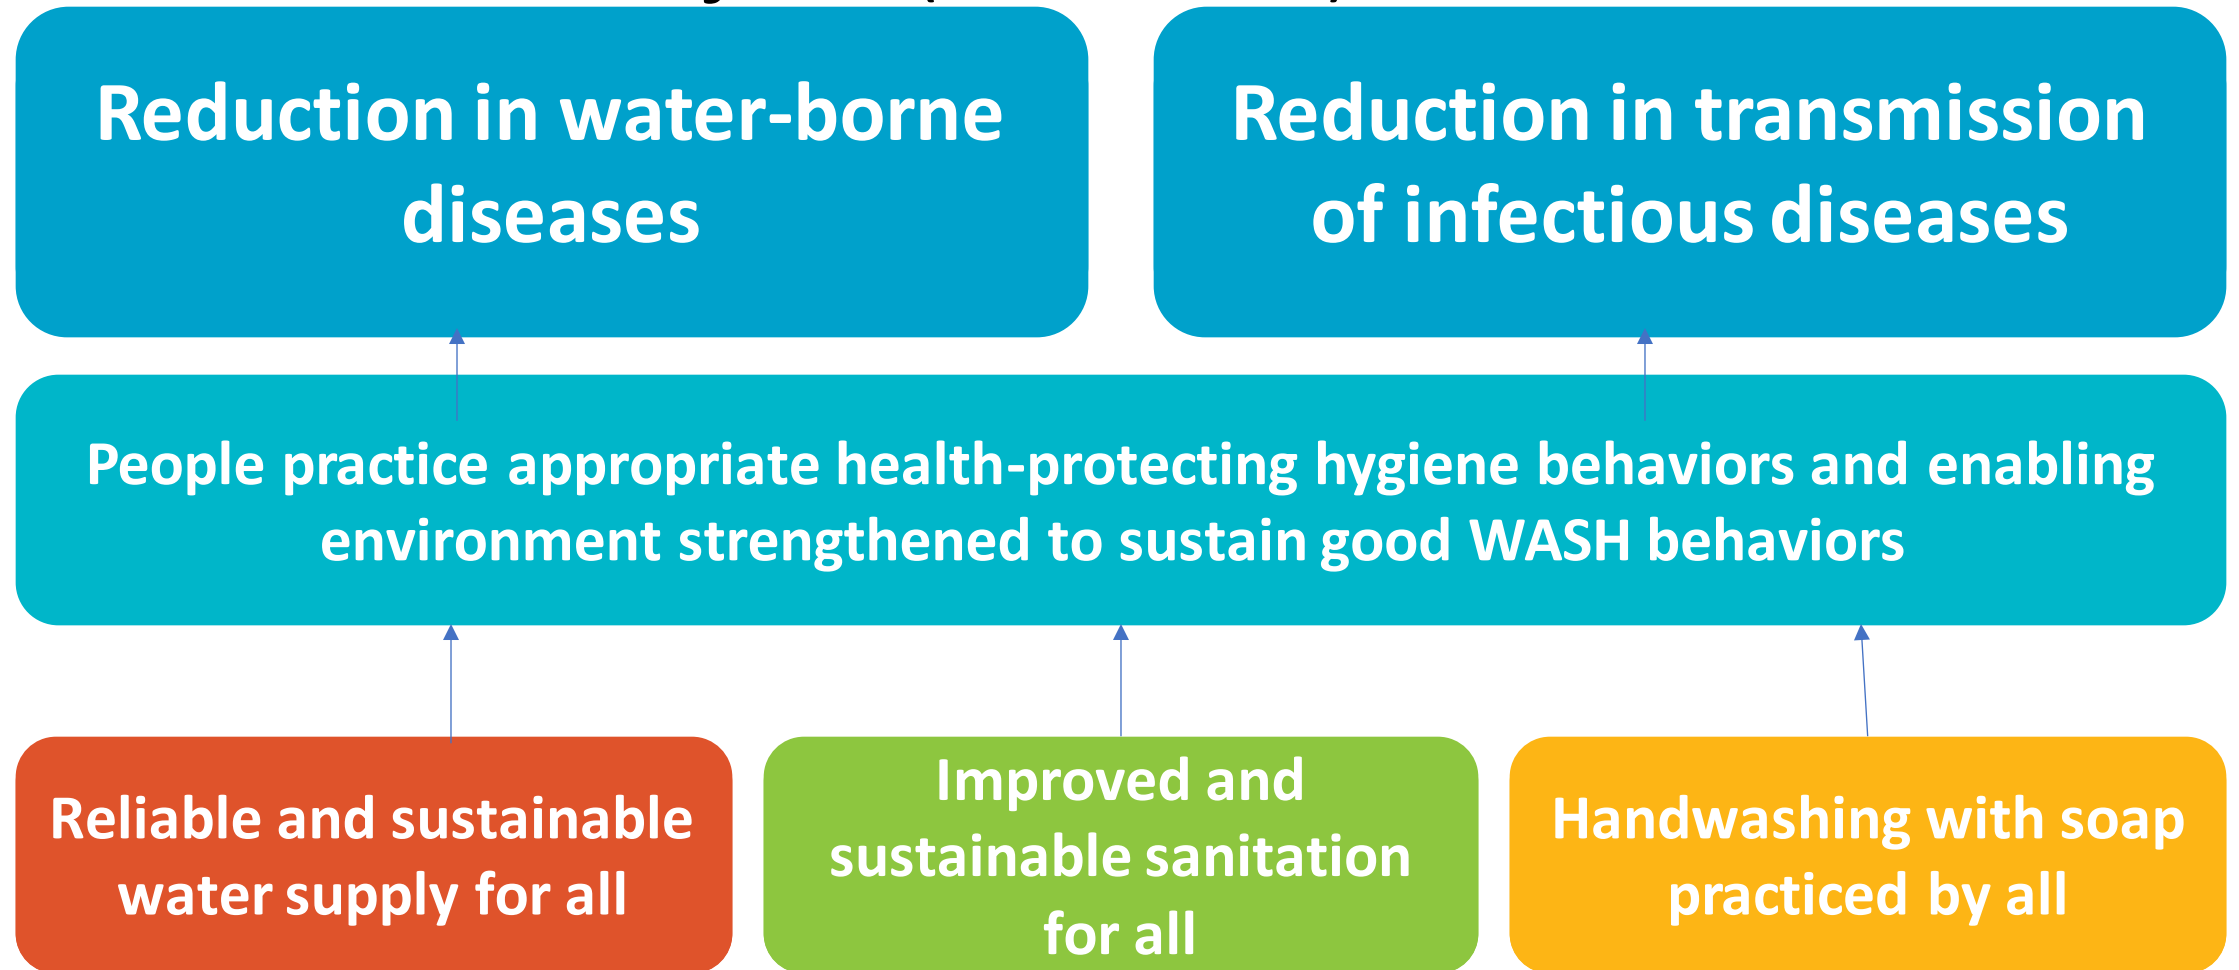 Reduction in water-borne
diseases
Reduction in transmission
of infectious diseases
People practice appropriate health-protecting hygiene behaviors and enabling
environment strengthened to sustain good WASH behaviors
Reliable and sustainable
water supply for all
Improved and
sustainable sanitation
for all
Handwashing with soap
practiced by all